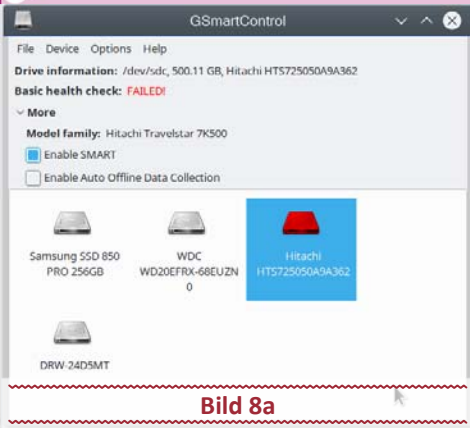 GSmartControl
File Device Options Help
Drive information: /dev/sdc, 500.11 GB, Hitachi HTS725050A9A362
Basic health check: FAILED!
More
Model family: Hitachi Travelstar 7K500
Enable SMART
Enable Auto Offline Data Collection
Samsung SSD 850
PRO 256GB
WDC
WD20EFRX-68EUZN
0
Hitachi
HTS725050A9A362
DRW-24D5MT
Bild 8a